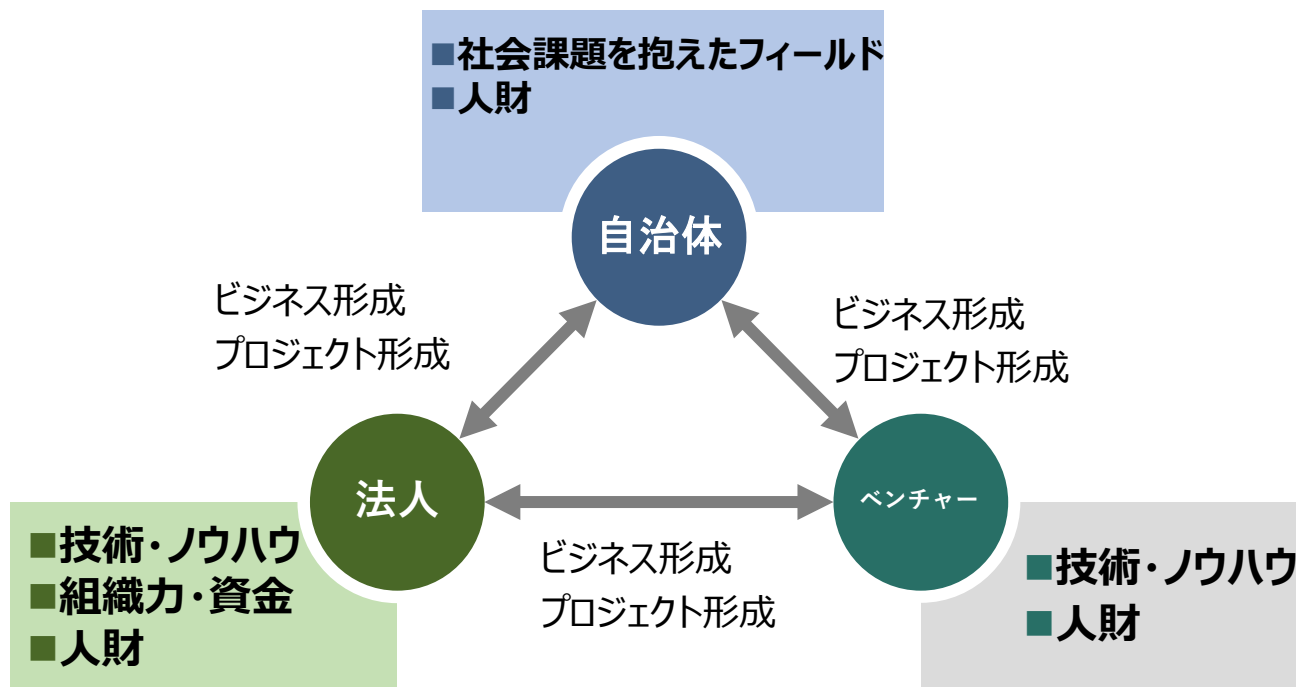 ■社会課題を抱えたフィールド
■人財
自治体
ビジネス形成
プロジェクト形成
ビジネス形成
プロジェクト形成
法人
ベンチャー
■技術・ノウハウ
■組織力・資金
■人財
ビジネス形成
プロジェクト形成
■技術・ノウハウ
■人財